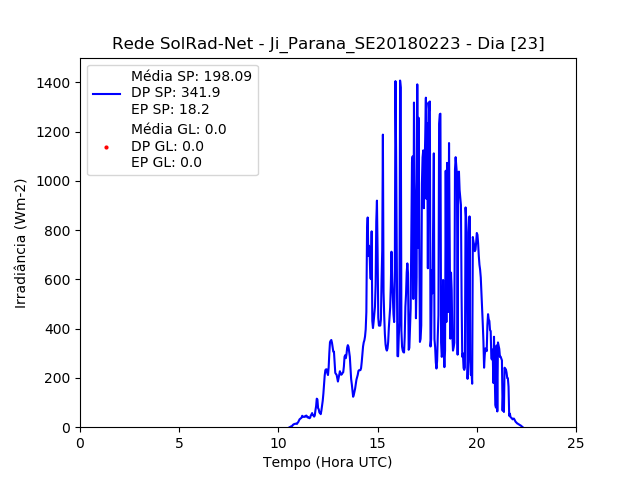 Rede SolRad-Net - Ji_Parana_SE20180223 - Dia [23]
Média SP: 198.09
DP SP: 341.9
EP SP: 18.2
Média GL: 0.0
DP GL: 0.0
EP GL: 0.0
1400
1200
1000
800
600
400
200
0
Irradiância (Wm-2)
0 5 10 15 20 25
Tempo (Hora UTC)